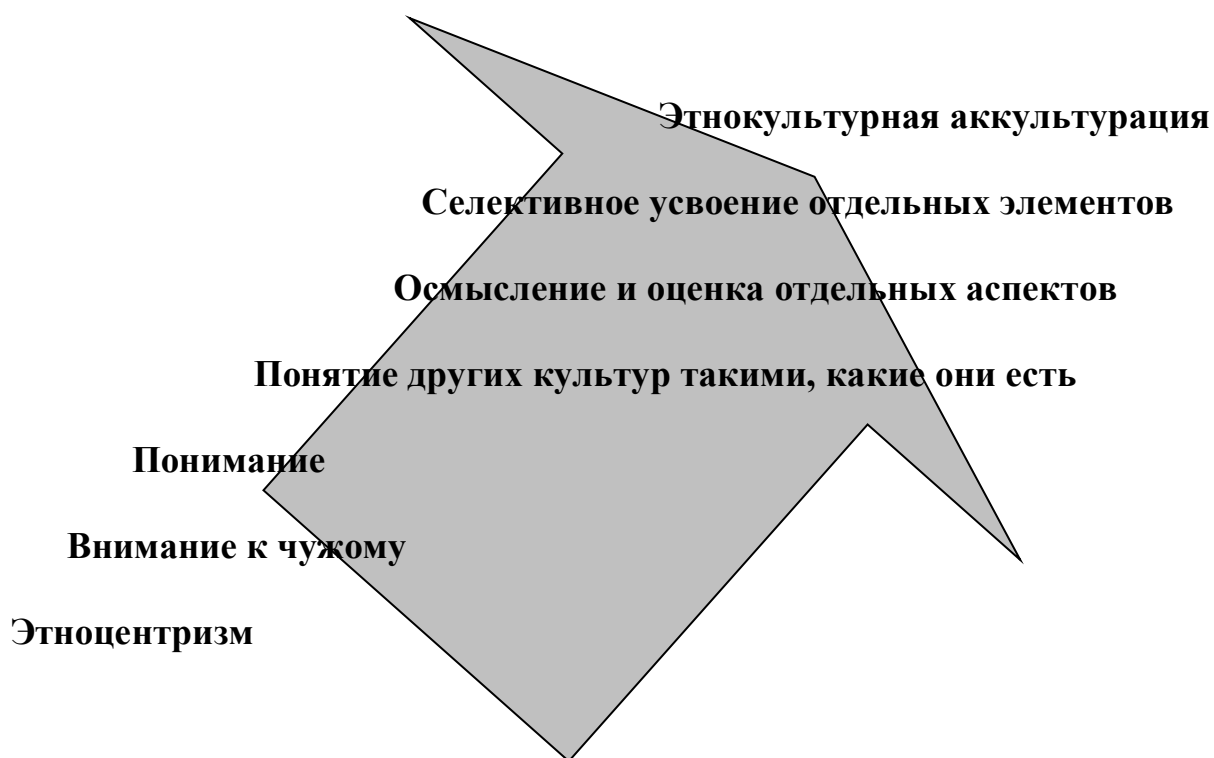 Этнокультурная аккультурация
Селективное усвоение отдельных элементов
Осмысление и оценка отдельных аспектов
Понятие других культур такими, какие они есть
Понимание
Внимание к чужому
Этноцентризм